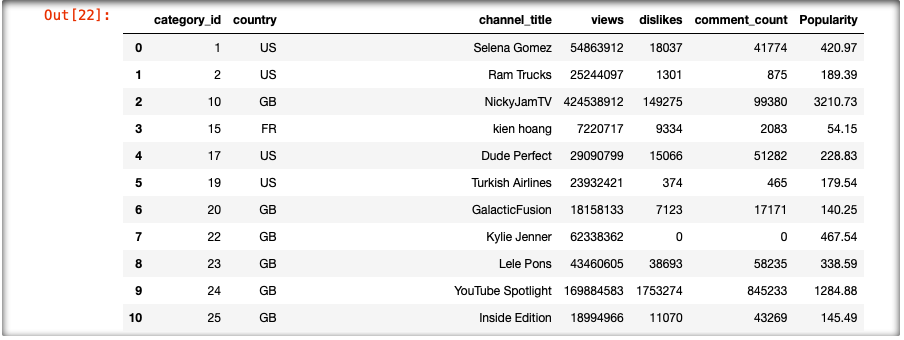 Out[22]:
category_id country channel_title views dislikes comment_count Popularity
0 1 US Selena Gomez 54863912 18037 41774 420.97
1 2 US Ram Trucks 25244097 1301 875 189.39
2 10 GB NickyJamTV 424538912 149275 99380 3210.73
3 15 FR kien hoang 7220717 9334 2083 54.15
4 17 US Dude Perfect 29090799 15066 51282 228.83
5 19 US Turkish Airlines 23932421 374 465 179.54
6 20 GB GalacticFusion 18158133 7123 17171 140.25
7 22 GB Kylie Jenner 62338362 0 0 467.54
8 23 GB Lele Pons 43460605 38693 58235 338.59
9 24 GB YouTube Spotlight 169884583 1753274 845233 1284.88
10 25 GB Inside Edition 18994966 11070 43269 145.49